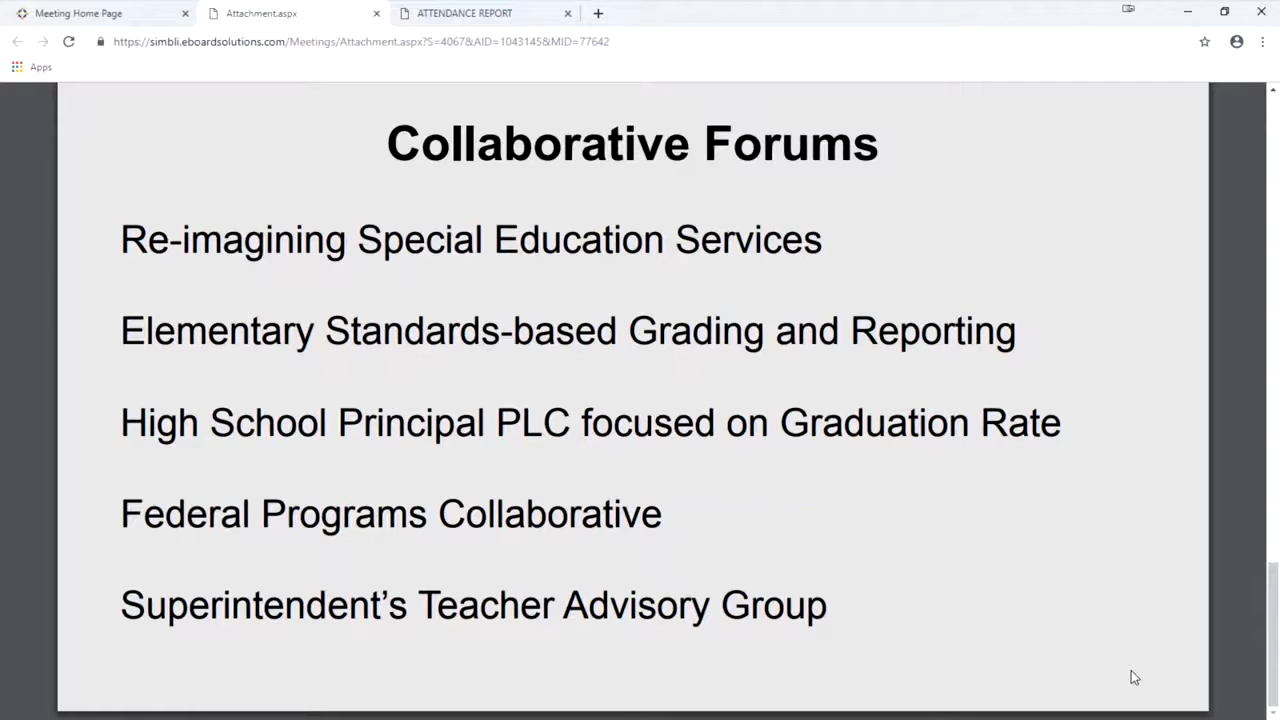 Meeting Home Page
Attachment.aspx
ATTENDANCE REPORT
https://simbli.eboardsolutions.com/Meetings/Attachment.aspx?S=4067&AID=1043145&MID=77642
Apps
Collaborative Forums
Re-imagining Special Education Services
Elementary Standards-based Grading and Reporting
High School Principal PLC focused on Graduation Rate
Federal Programs Collaborative
Superintendent’s Teacher Advisory Group